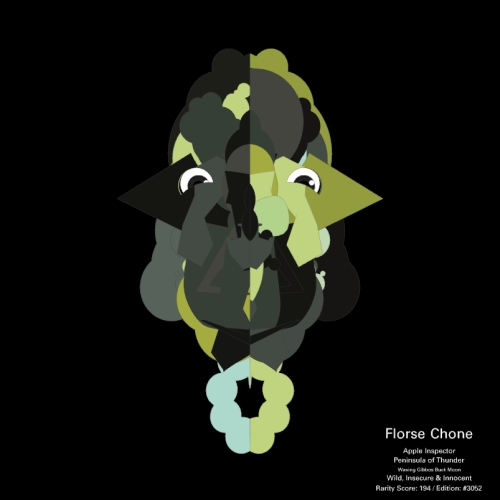 Florse Chone
Apple Inspector
Peninsula of Thunder
Waxing Gibbous Buck Moon
Wild, Insecure & Innocent
Rarity Score: 194 / Edition: #3052